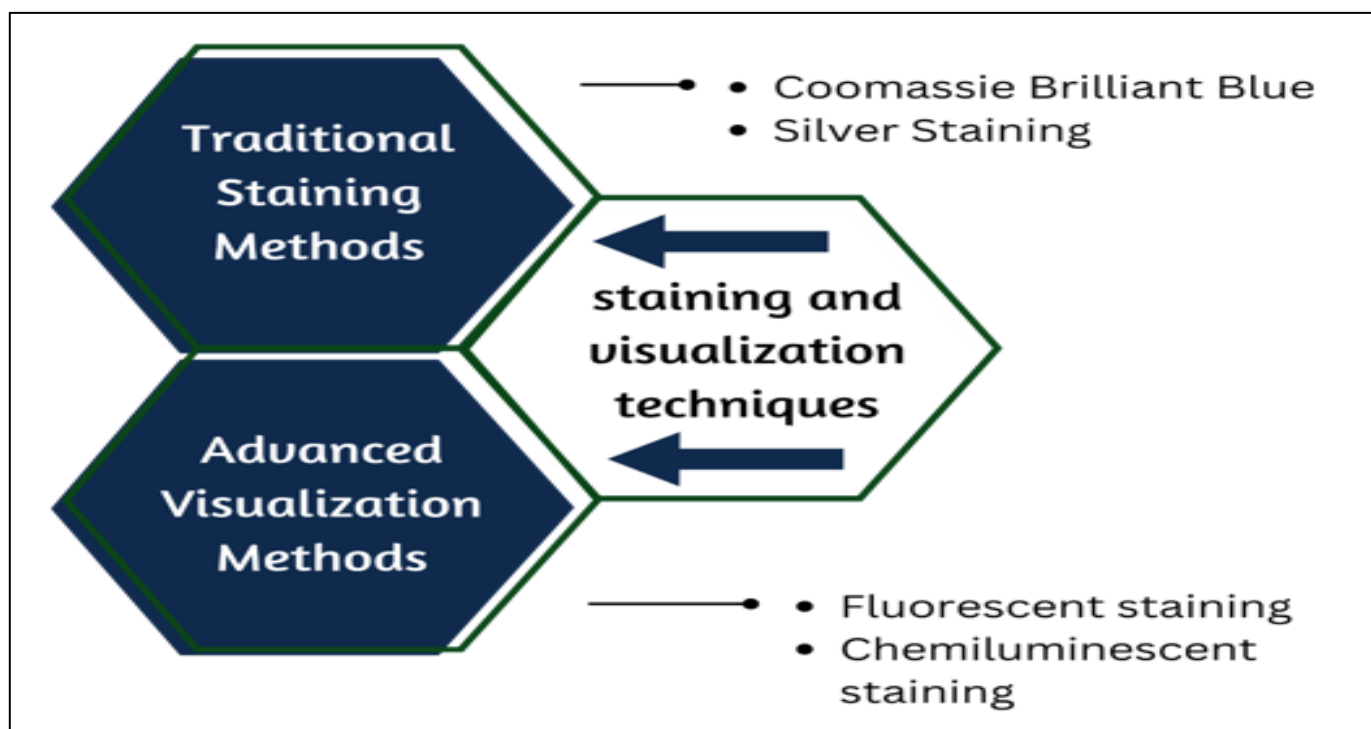 Traditional
Staining
Methods
• Coomassie Brilliant Blue
• Silver Staining
staining and
visualization
techniques
Advanced
Visualization
Methods
• Fluorescent staining
• Chemiluminescent
staining